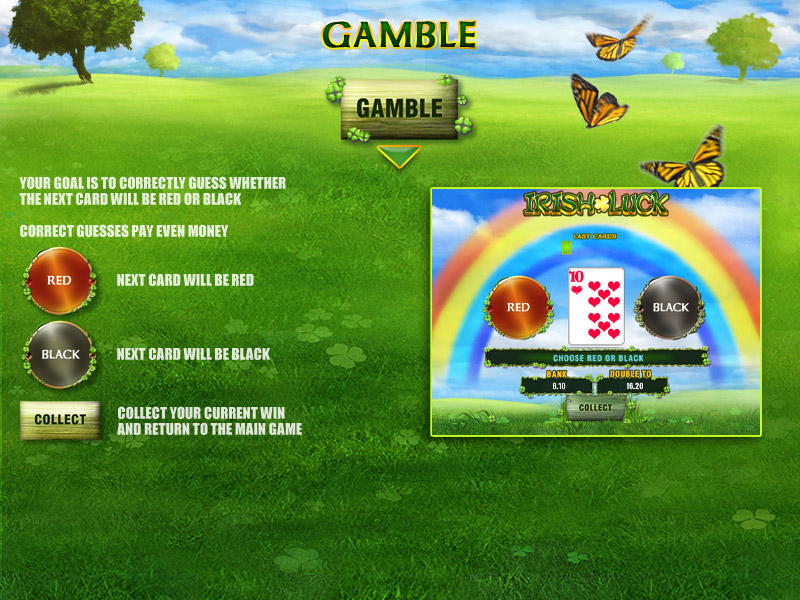 GAMBLE
GAMBLE
YOUR GOAL IS TO CORRECTLY GUESS WHETHER
THE NEXT CARD WILL BE RED OR BLACK
CORRECT GUESSES PAY EVEN MONEY
RED
NEXT CARD WILL BE RED
BLACK
NEXT CARD WILL BE BLACK
COLLECT
COLLECT YOUR CURRENT WIN
AND RETURN TO THE MAIN GAME
IRISH LUCK
LAST CARDS
RED
10
BLACK
CHOOSE RED OR BLACK
BANK
DOUBLE TO
8.10
16.20
COLLECT